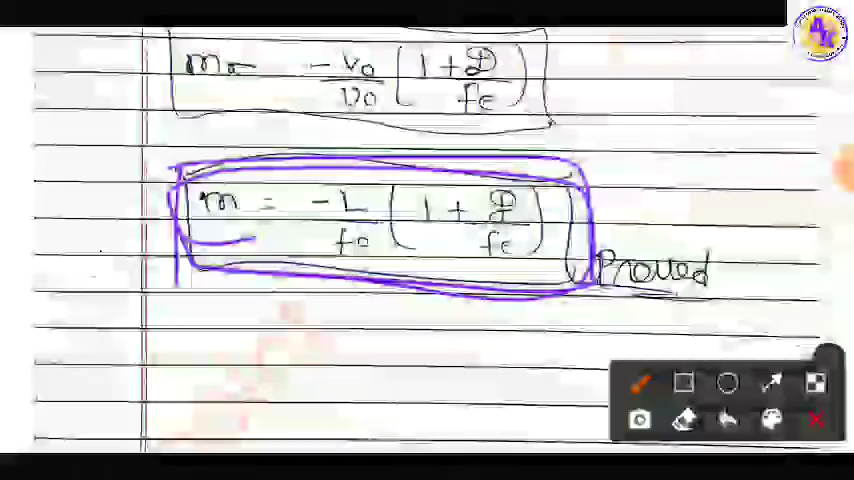 m = -v₀/u₀ (1 + D/fe)
m = -L/f₀ (1 + D/fe)
Proved